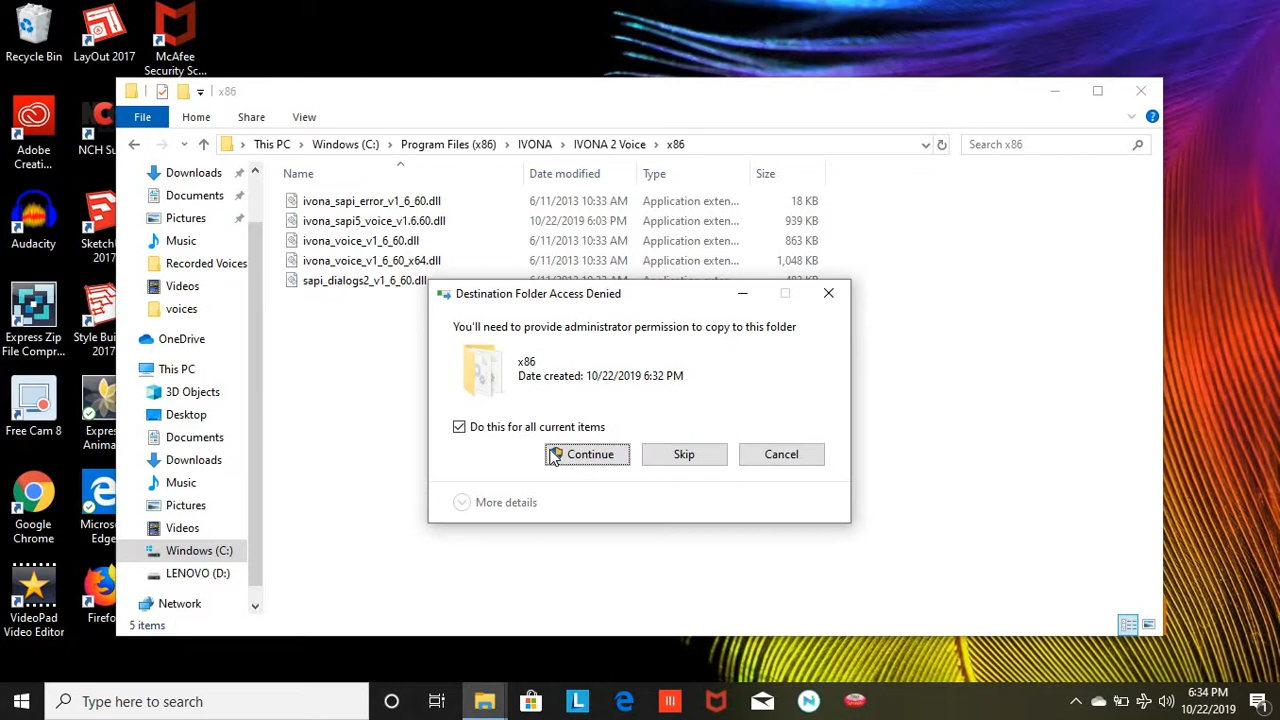 Recycle Bin
LayOut 2017
McAfee
Security Sc...
Adobe
Creati...
NCH Su
Audacity
Sketch
2017
Express Zip
File Compr...
Style Bui
2017
Free Cam 8
Expre
Anima
Google
Chrome
Micros
Edge
VideoPad
Video Editor
Firefo
x86
File
Home
Share
View
This PC > Windows (C:) > Program Files (x86) > IVONA > IVONA 2 Voice > x86
Search x86
Downloads
Documents
Pictures
Music
Recorded Voices
Videos
voices
OneDrive
This PC
3D Objects
Desktop
Documents
Downloads
Music
Pictures
Videos
Windows (C:)
LENOVO (D:)
Network
Name Date modified Type Size
ivona_sapi_error_v1_6_60.dll 6/11/2013 10:33 AM Application exten... 18 KB
ivona_sapi5_voice_v1.6.60.dll 10/22/2019 6:03 PM Application exten... 939 KB
ivona_voice_v1_6_60.dll 6/11/2013 10:33 AM Application exten... 863 KB
ivona_voice_v1_6_60_x64.dll 6/11/2013 10:33 AM Application exten... 1,048 KB
sapi_dialogs2_v1_6_60.dll
Destination Folder Access Denied
You'll need to provide administrator permission to copy to this folder
x86
Date created: 10/22/2019 6:32 PM
Do this for all current items
Continue
Skip
Cancel
More details
5 items
Type here to search
6:34 PM
10/22/2019
1